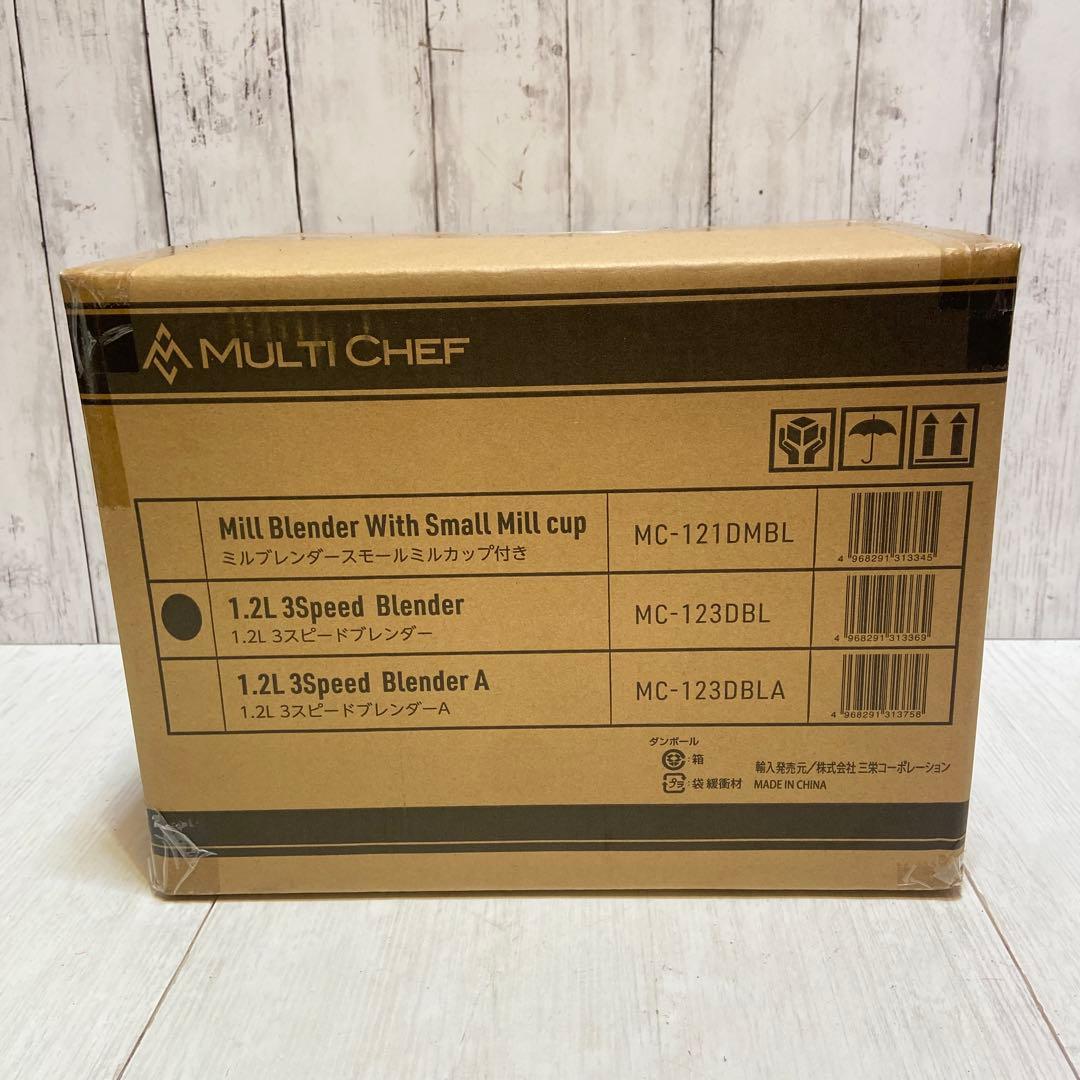 MULTI CHEF
Mill Blender With Small Mill cup
ミルブレンダースモールミルカップ付き
MC-121DMBL
4 968291 313345
1.2L 3Speed Blender
1.2L 3スピードブレンダー
MC-123DBL
4 968291 313369
1.2L 3Speed Blender A
1.2L 3スピードブレンダーA
MC-123DBLA
4 968291 313758
ダンボール
:箱
プラ:袋 緩衝材
輸入発売元/株式会社 三栄コーポレーション
MADE IN CHINA